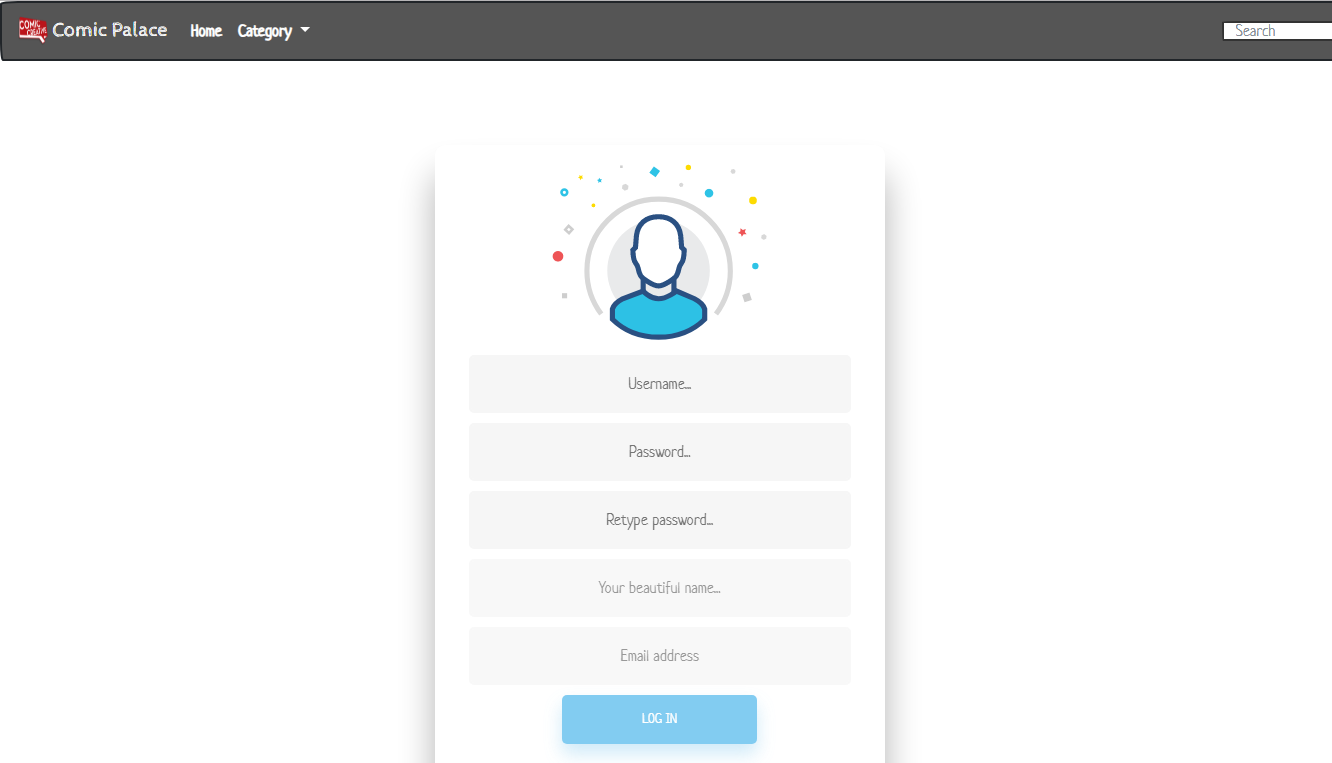 COMIC CREATIVE Comic Palace Home Category Search
Username...
Password...
Retype password...
Your beautiful name...
Email address
LOG IN